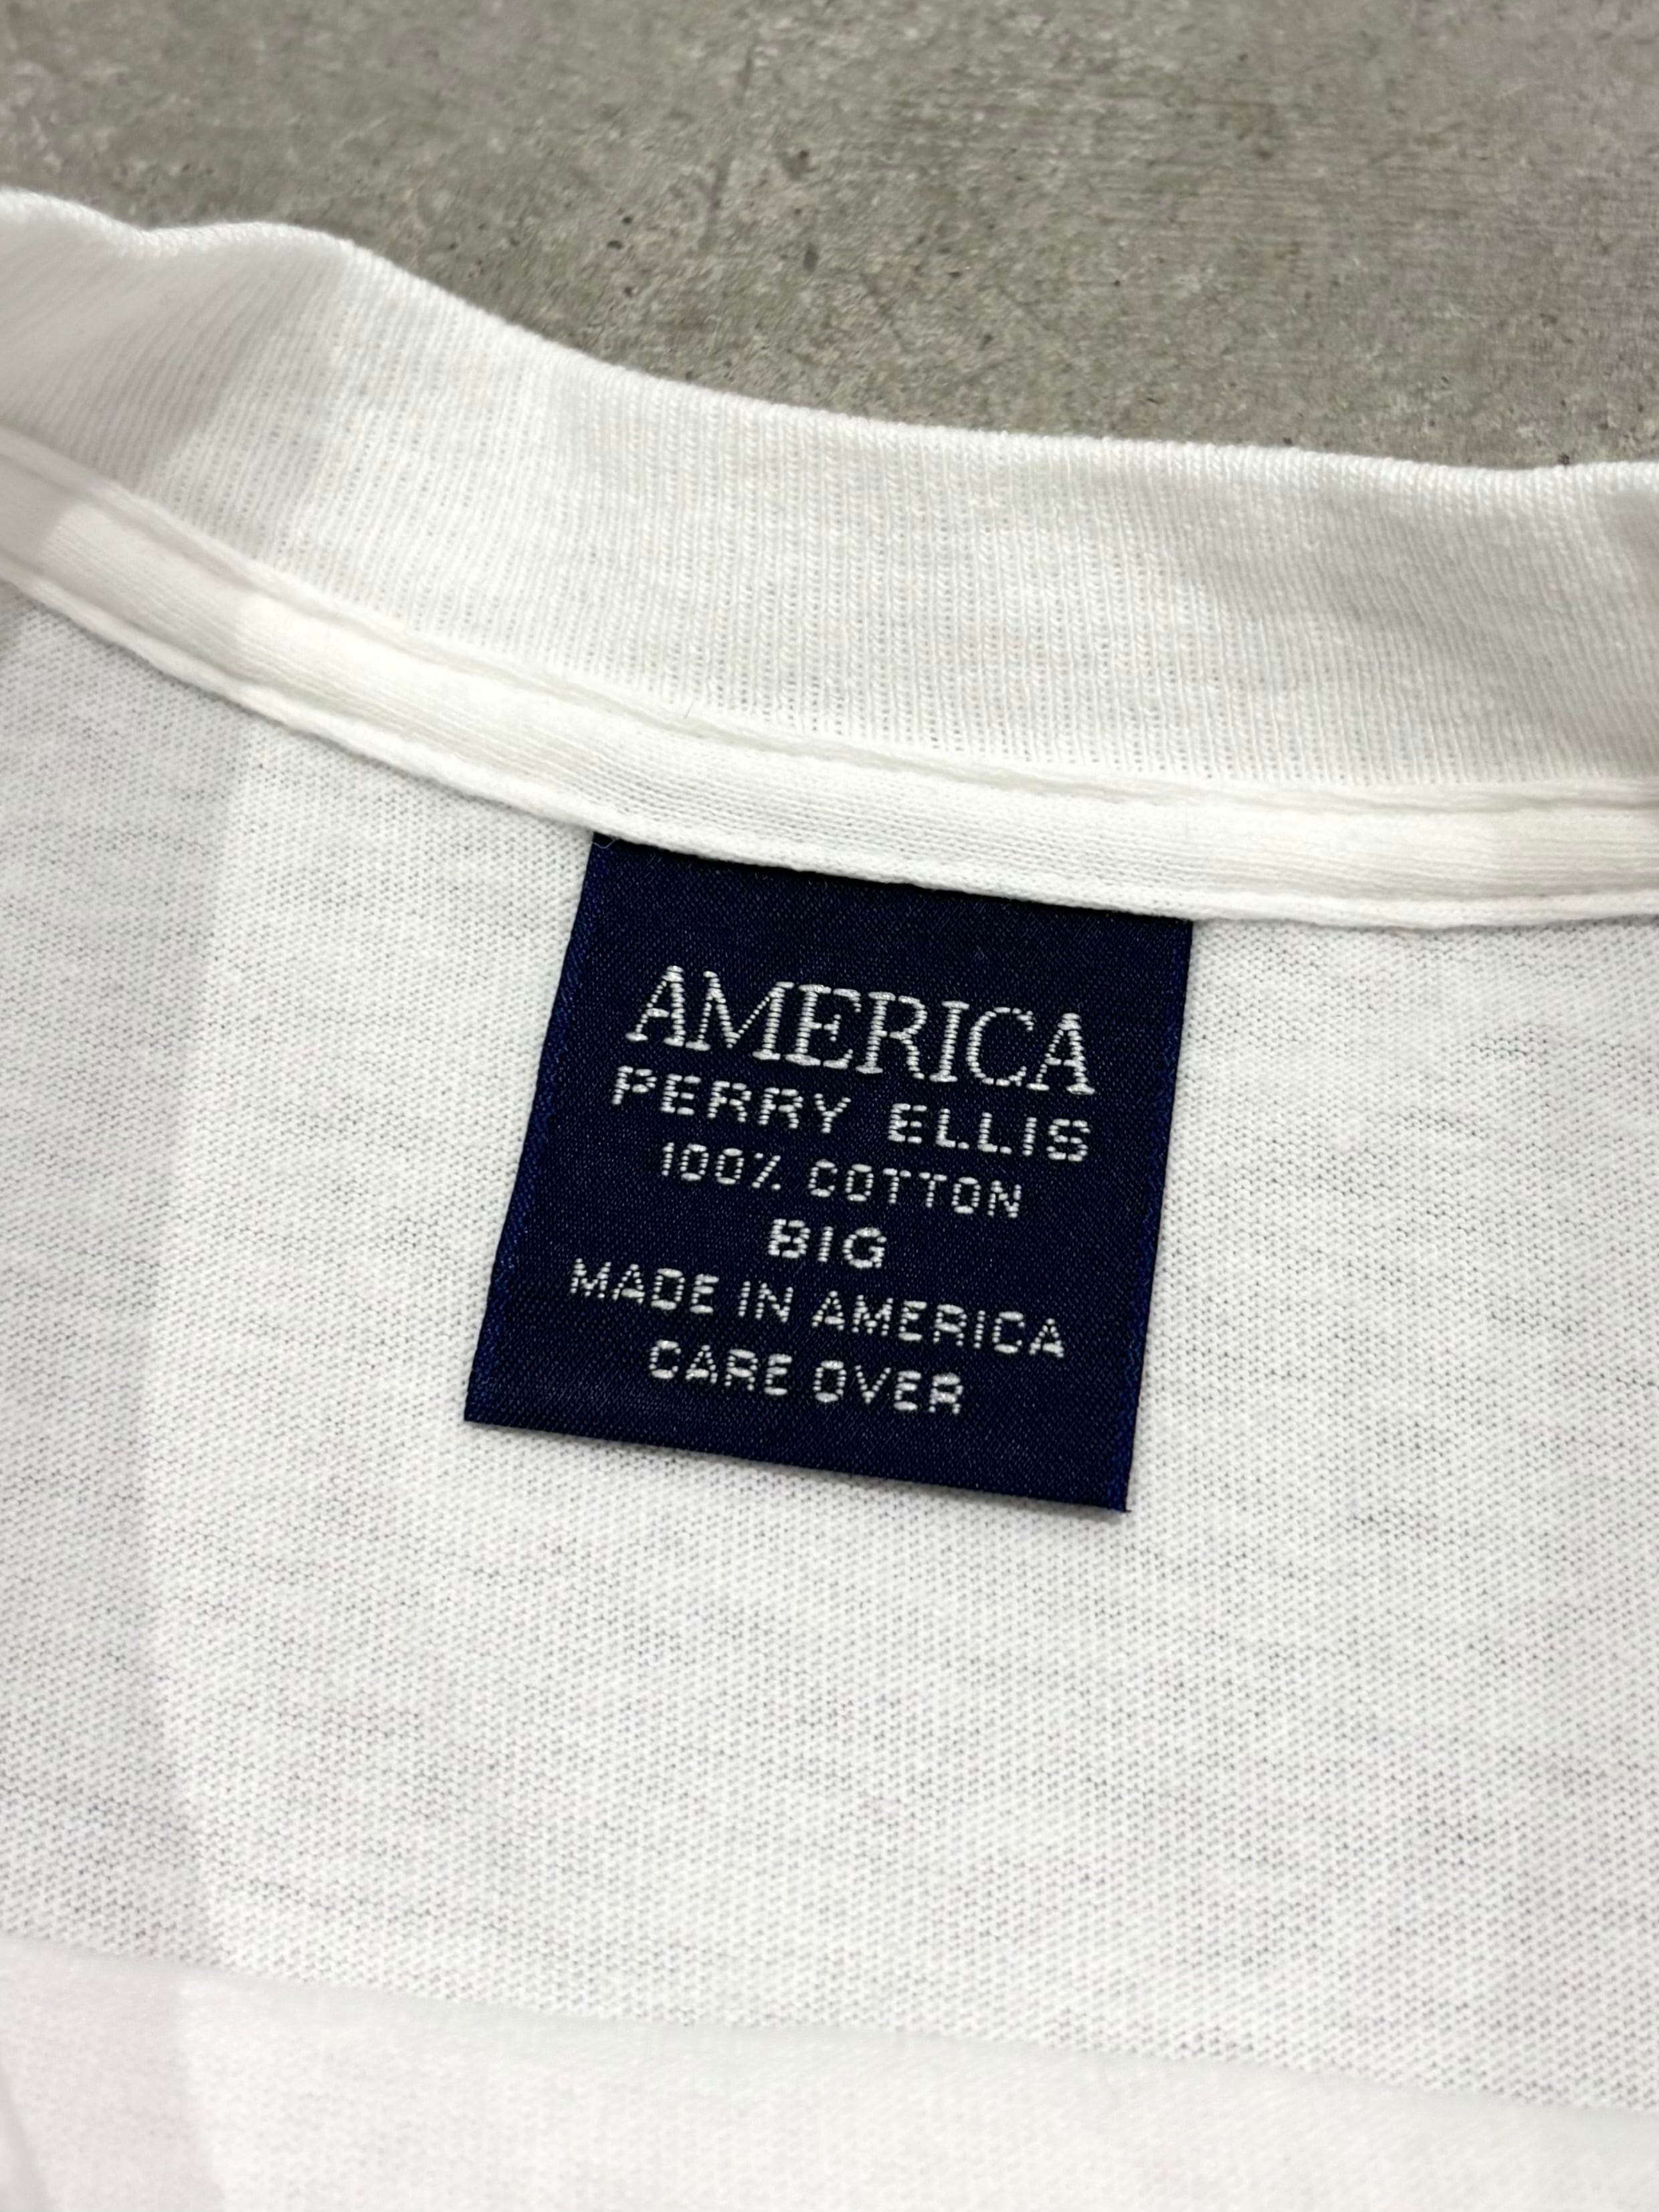 AMERICA
PERRY ELLIS
100% COTTON
BIG
MADE IN AMERICA
CARE OVER